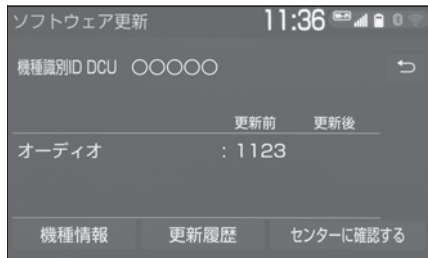 ソフトウェア更新 11:36 0
機種識別ID DCU ○○○○○
更新前 更新後
オーディオ : 1123
機種情報 更新履歴 センターに確認する